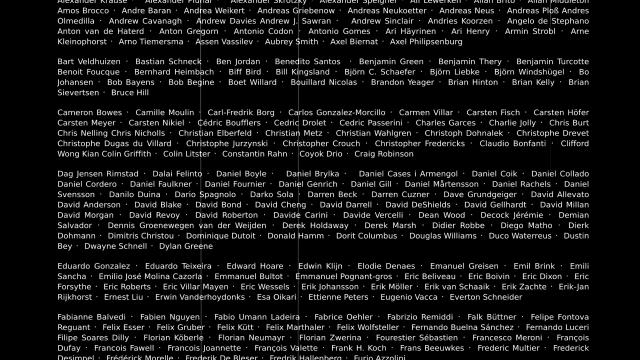 Alexander Krause · Alexander Pignal · Alexander Skrotzky · Alexander Speigner · Ali Lewerken · Allan Brito · Allan Middleton
Amos Brocco · Andre Baran · Andrea Weikert · Andreas Griebenow · Andreas Neukoetter · Andreas Neus · Andreas Ploß Andres
Olmedilla · Andrew Cavanagh · Andrew Davies Andrew J. Sawran · Andrew Sinclair · Andries Koorzen · Angelo de Stephano
Anton van de Haterd · Anton Gregorn · Antonio Codon · Antonio Gomes · Ari Häyrinen · Ari Henry · Armin Strobl · Arne
Kleinophorst · Arno Tiemersma · Assen Vassilev · Aubrey Smith · Axel Biernat · Axel Philipsenburg
Bart Veldhuizen · Bastian Schneck · Ben Jordan · Benedito Santos · Benjamin Green · Benjamin Thery · Benjamin Turcotte
Benoit Foucque · Bernhard Heimbach · Biff Bird · Bill Kingsland · Björn C. Schaefer · Björn Liebke · Björn Windshügel · Bo
Johansen · Bob Bayens · Bob Begine · Boet Willard · Bouillard Nicolas · Brandon Yeager · Brian Hinton · Brian Kelly · Brian
Sievertsen · Bruce Hill
Cameron Bowes · Camille Moulin · Carl-Fredrik Borg · Carlos Gonzalez-Morcillo · Carmen Villar · Carsten Fisch · Carsten Höfer
Carsten Meyer · Carsten Nikiel · Cédric Boufflers · Cedric Drolet · Cedric Passerini · Charles Garces · Charlie Jolly · Chris Burt
Chris Nelling Chris Nicholls · Christian Elberfeld · Christian Metz · Christian Wahlgren · Christoph Dohnalek · Christophe Drevet
Christophe Dugas du Villard · Christophe Jurzynski · Christopher Crouch · Christopher Fredericks · Claudio Bonfanti · Clifford
Wong Kian Colin Griffith · Colin Litster · Constantin Rahn · Coyok Drio · Craig Robinson
Dag Jensen Rimstad · Dalai Felinto · Daniel Boyle · Daniel Brylka · Daniel Cases i Armengol · Daniel Coik · Daniel Collado
Daniel Cordero · Daniel Faulkner · Daniel Fournier · Daniel Genrich · Daniel Gill · Daniel Mårtensson · Daniel Rachels · Daniel
Svensson · Danilo Duina · Dario Spagnolo · Darko Sola · Darren Beck · Darren Curner · Dave Grundgeiger · David Allevato
David Anderson · David Blake · David Bond · David Cheng · David Darrell · David DeShields · David Gellhardt · David Millan
David Morgan · David Revoy · David Roberton · Davide Carini · Davide Vercelli · Dean Wood · Decock Jérémie · Demian
Salvador · Dennis Groenewegen van der Weijden · Derek Holdaway · Derek Marsh · Didier Robbe · Diego Matho · Dierk
Dohmann · Dimitris Christou · Dominique Dutoit · Donald Hamm · Dorit Columbus · Douglas Williams · Duco Waterreus · Dustin
Bey · Dwayne Schnell · Dylan Greene
Eduardo Gonzalez · Eduardo Teixeira · Edward Hoare · Edwin Klijn · Elodie Denaes · Emanuel Greisen · Emil Brink · Emili
Sancha · Emilio José Molina Cazorla · Emmanuel Bultot · Emmanuel Pognant-gros · Eric Beliveau · Eric Boivin · Eric Dixon · Eric
Forsythe · Eric Roberts · Eric Villar Mayen · Eric Wessels · Erik Johansson · Erik Möller · Erik van Schaaik · Erik Zachte · Erik-Jan
Rijkhorst · Ernest Liu · Erwin Vanderhoydonks · Esa Oikari · Ettienne Peters · Eugenio Vacca · Everton Schneider
Fabianne Balvedi · Fabien Nguyen · Fabio Umann Ladeira · Fabrice Oehler · Fabrizio Remiddi · Falk Büttner · Felipe Fontova
Reguant · Felix Esser · Felix Gruber · Felix Kütt · Felix Marthaler · Felix Wolfsteller · Fernando Buelna Sánchez · Fernando Luceri
Filipe Soares Dilly · Florian Köberle · Florian Neumayr · Florian Zwerina · Fourestier Sébastien · Francesco Meroni · François
Dufay · Francois Fawell · Francois Joannette · François Valette · Frank H. Koch · Frans Beeuwkes · Frederic Multier · Frederick
Desimpel · Frédérick Morelle · Frederik De Bleser · Fredrik Hallenberg · Furio Azzolini